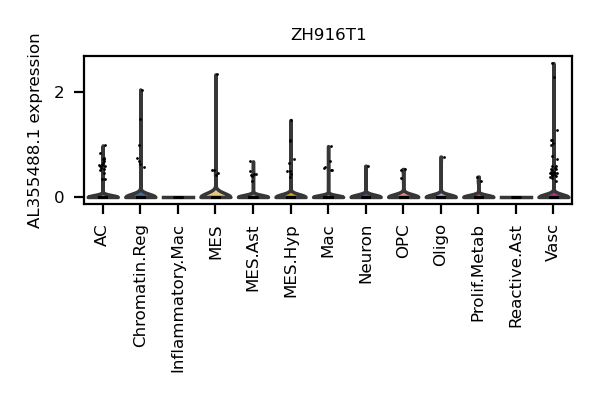 ZH916T1
AL355488.1 expression
2
0
AC
Chromatin.Reg
Inflammatory.Mac
MES
MES.Ast
MES.Hyp
Mac
Neuron
OPC
Oligo
Prolif.Metab
Reactive.Ast
Vasc